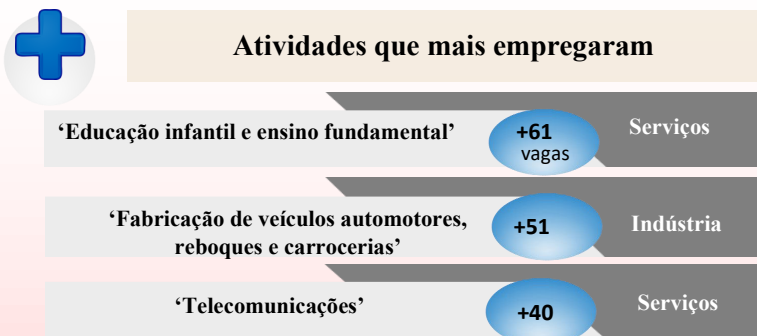 Atividades que mais empregaram
‘Educação infantil e ensino fundamental’
+61
vagas
Serviços
‘Fabricação de veículos automotores,
reboques e carrocerias’
+51
Indústria
‘Telecomunicações’
+40
Serviços